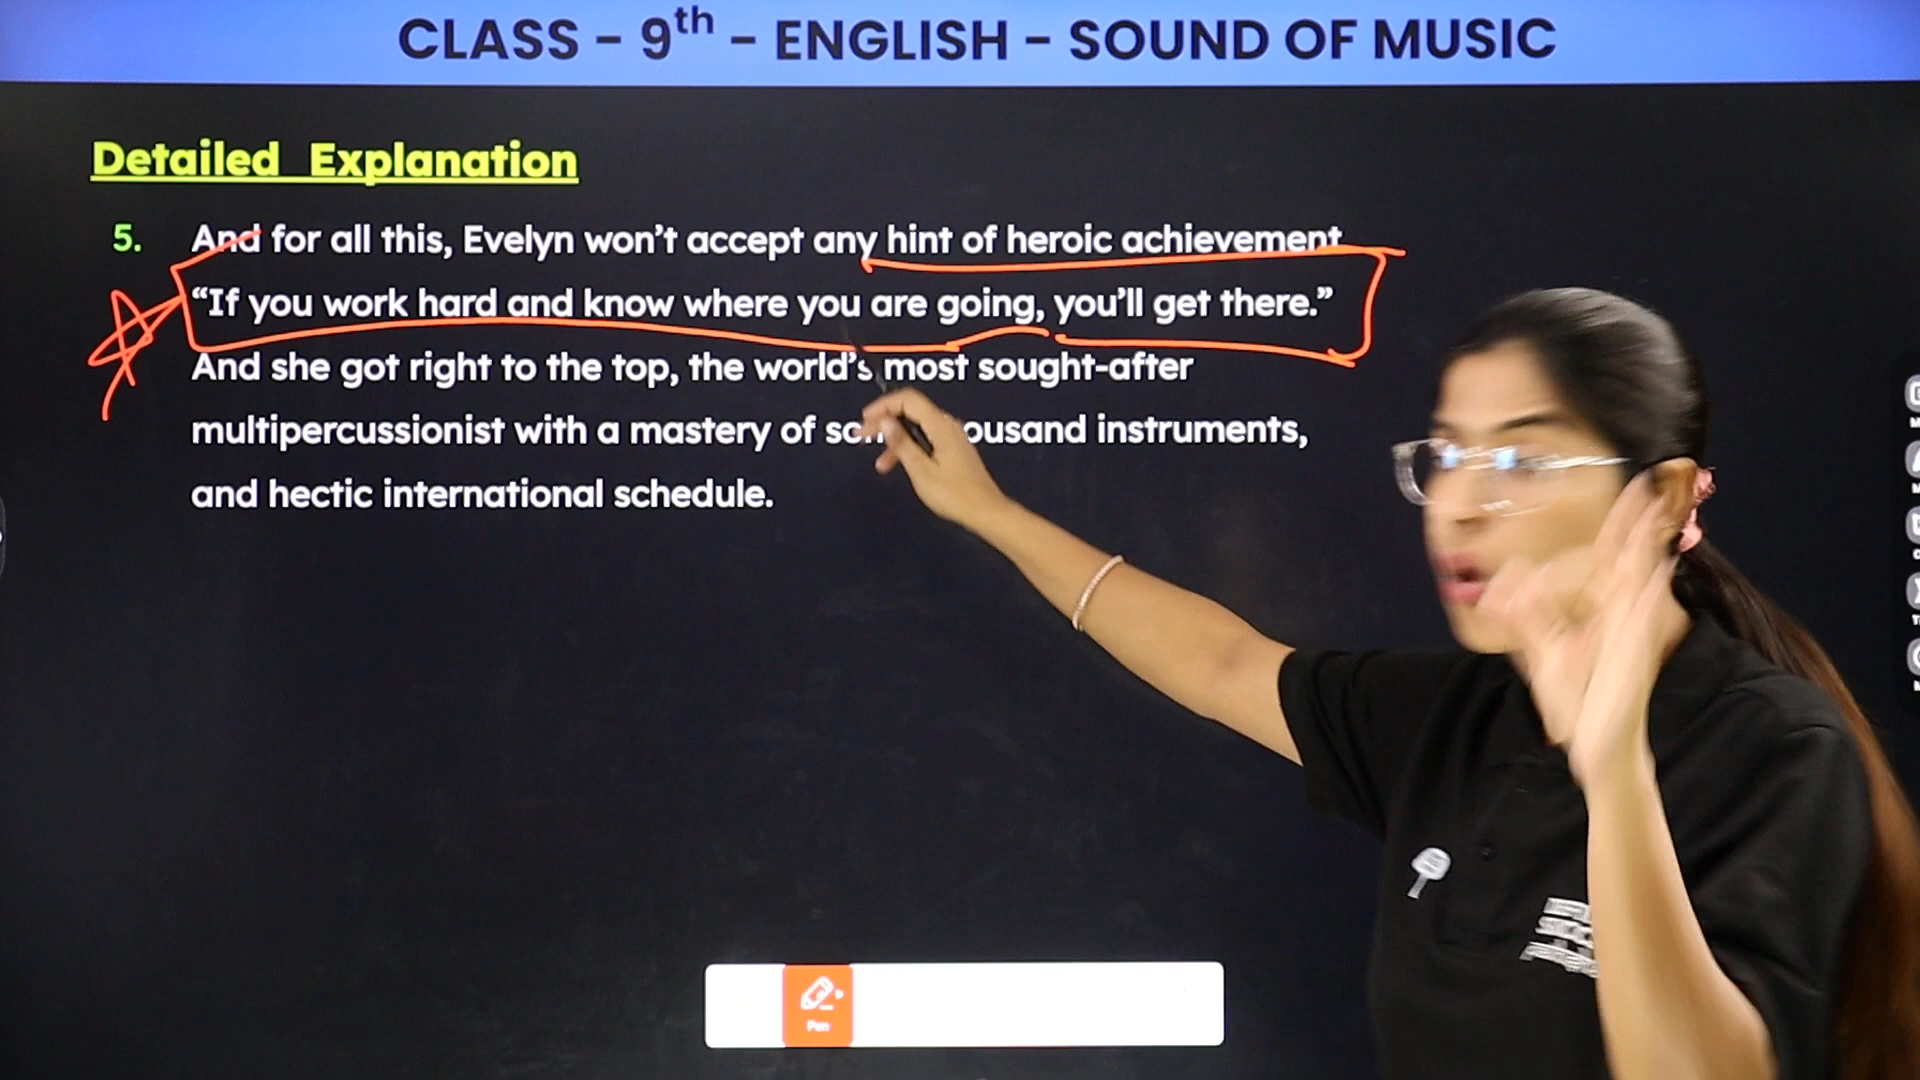 CLASS - 9th - ENGLISH - SOUND OF MUSIC
Detailed Explanation
5. And for all this, Evelyn won't accept any hint of heroic achievement
“If you work hard and know where you are going, you'll get there.”
And she got right to the top, the world's most sought-after
multipercussionist with a mastery of ousand instruments,
and hectic international schedule.
Pen